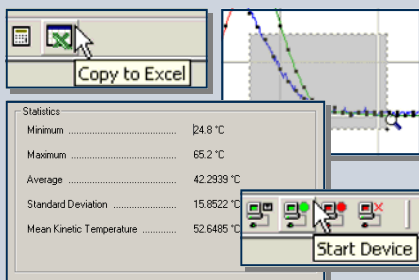 Copy to Excel
Statistics
Minimum ........................ 24.8 °C
Maximum ........................ 65.2 °C
Average ........................ 42.2939 °C
Standard Deviation ............ 15.8522 °C
Mean Kinetic Temperature ............ 52.6485 °C
Start Device